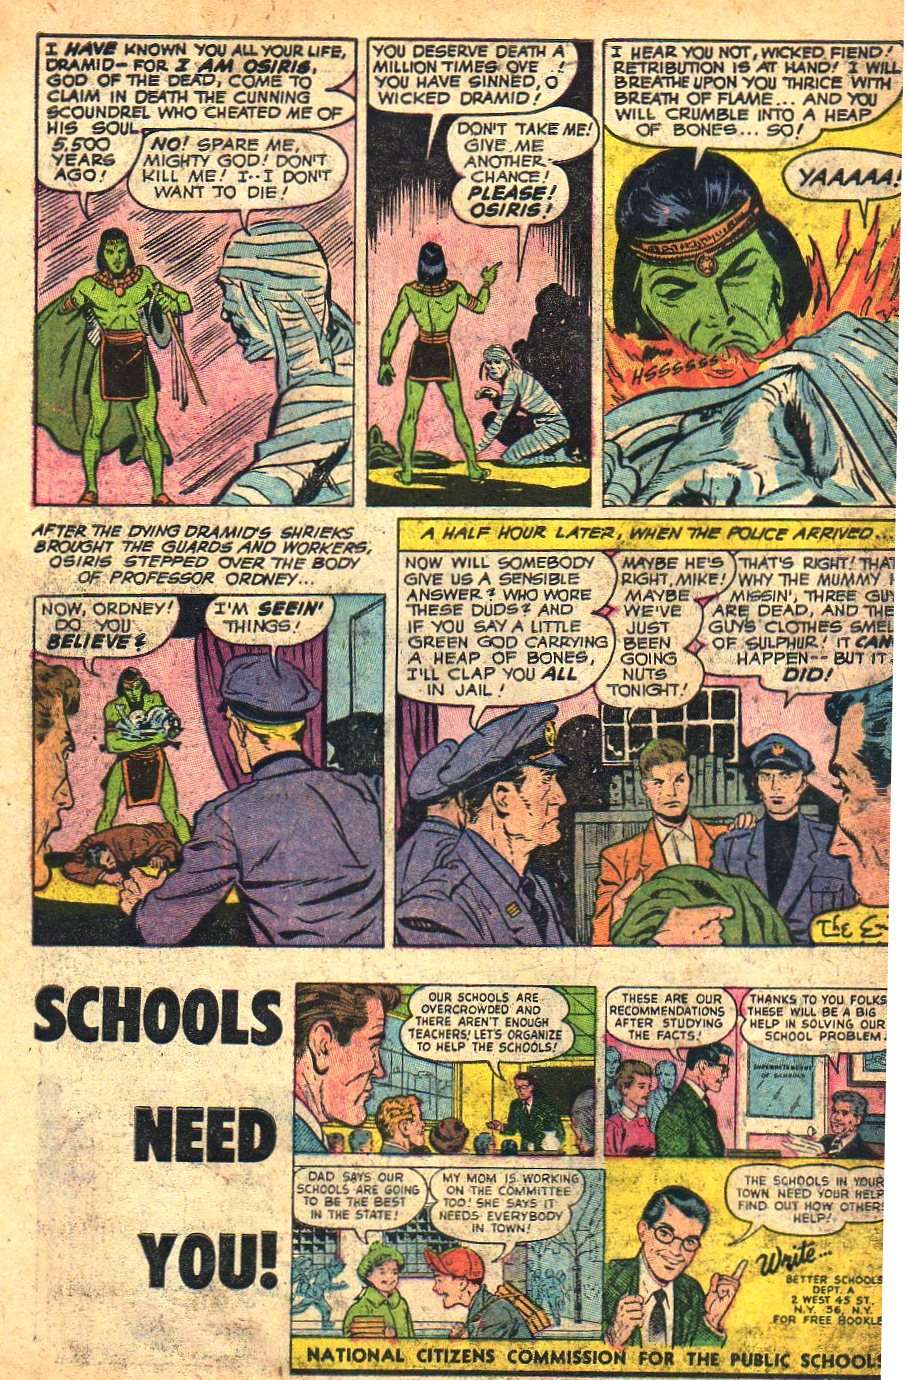 I HAVE KNOWN YOU ALL YOUR LIFE,
DRAMID- FOR I AM OSIRIS,
GOD OF THE DEAD, COME TO
CLAIM IN DEATH THE CUNNING
SCOUNDREL WHO CHEATED ME OF
HIS SOUL
5,500
YEARS
AGO!
NO! SPARE ME,
MIGHTY GOD! DON'T
KILL ME! I-- I DON'T
WANT TO DIE!
YOU DESERVE DEATH A
MILLION TIMES OVE !
YOU HAVE SINNED, O
WICKED DRAMID!
DON'T TAKE ME!
GIVE ME
ANOTHER
CHANCE!
PLEASE!
OSIRIS!
I HEAR YOU NOT, WICKED FIEND!
RETRIBUTION IS AT HAND! I WILL
BREATHE UPON YOU THRICE WITH
BREATH OF FLAME... AND YOU
WILL CRUMBLE INTO A HEAP
OF BONES... SO!
YAAAAA!
HSSSSSSS
AFTER THE DYING DRAMID'S SHRIEKS
BROUGHT THE GUARDS AND WORKERS,
OSIRIS STEPPED OVER THE BODY
OF PROFESSOR ORDNEY...
NOW, ORDNEY!
DO YOU
BELIEVE?
I'M SEEIN'
THINGS!
A HALF HOUR LATER, WHEN THE POLICE ARRIVED...
NOW WILL SOMEBODY
GIVE US A SENSIBLE
ANSWER? WHO WORE
THESE DUDS? AND
IF YOU SAY A LITTLE
GREEN GOD CARRYING
A HEAP OF BONES,
I'LL CLAP YOU ALL
IN JAIL!
MAYBE HE'S
RIGHT, MIKE!
MAYBE
WE'VE
JUST
BEEN
GOING
NUTS
TONIGHT!
THAT'S RIGHT! THAT
WHY THE MUMMY I
MISSIN', THREE GUY
ARE DEAD, AND THE
GUYS CLOTHES SMEL
OF SULPHUR! IT CAN
HAPPEN-- BUT IT
DID!
The En
SCHOOLS
NEED
YOU!
OUR SCHOOLS ARE
OVERCROWDED AND
THERE AREN'T ENOUGH
TEACHERS! LET'S ORGANIZE
TO HELP THE SCHOOLS!
THESE ARE OUR
RECOMMENDATIONS
AFTER STUDYING
THE FACTS!
THANKS TO YOU FOLKS
THESE WILL BE A BIG
HELP IN SOLVING OUR
SCHOOL PROBLEM.
SUPERINTENDENT
OF SCHOOLS
DAD SAYS OUR
SCHOOLS ARE GOING
TO BE THE BEST
IN THE STATE!
MY MOM IS WORKING
ON THE COMMITTEE
TOO! SHE SAYS IT
NEEDS EVERYBODY
IN TOWN!
THE SCHOOLS IN YOUR
TOWN NEED YOUR HELP
FIND OUT HOW OTHERS
HELP!
Write...
BETTER SCHOOLS
DEPT. A
2 WEST 45 ST.
N.Y. 36, N.Y.
FOR FREE BOOKLE
NATIONAL CITIZENS COMMISSION FOR THE PUBLIC SCHOOLS